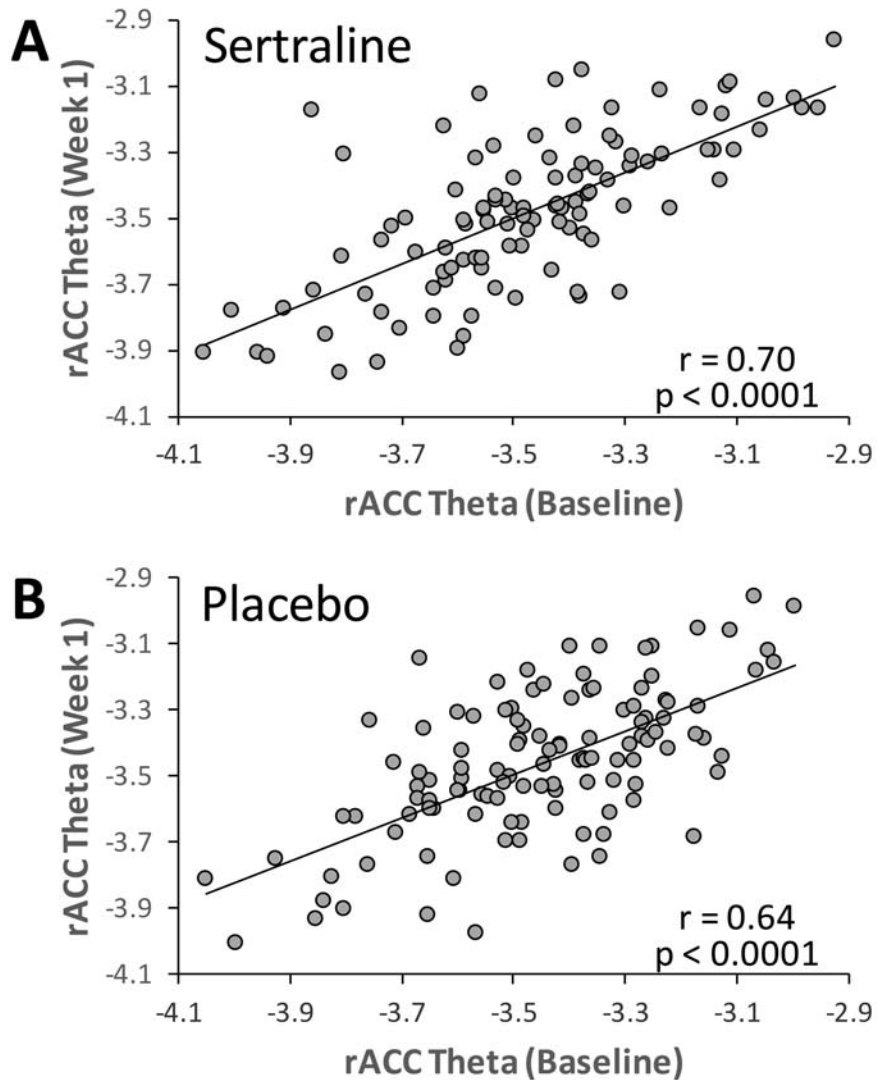 A
Sertraline
rACC Theta (Week 1)
-2.9
-3.1
-3.3
-3.5
-3.7
-3.9
-4.1
r = 0.70
p < 0.0001
-4.1 -3.9 -3.7 -3.5 -3.3 -3.1 -2.9
rACC Theta (Baseline)
B
Placebo
rACC Theta (Week 1)
-2.9
-3.1
-3.3
-3.5
-3.7
-3.9
-4.1
r = 0.64
p < 0.0001
-4.1 -3.9 -3.7 -3.5 -3.3 -3.1 -2.9
rACC Theta (Baseline)